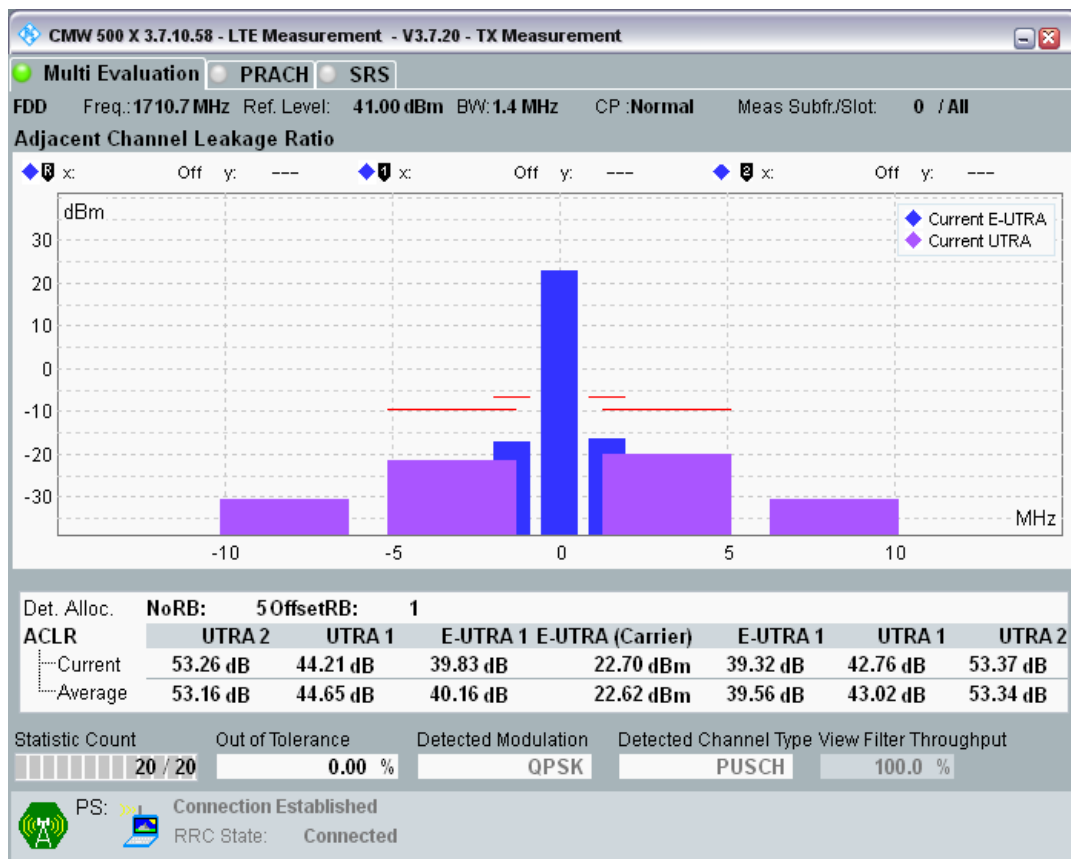 CMW 500 X 3.7.10.58 - LTE Measurement - V3.7.20 - TX Measurement
Multi Evaluation PRACH SRS
FDD Freq.:1710.7 MHz Ref. Level: 41.00 dBm BW:1.4 MHz CP :Normal Meas Subfr./Slot: 0 / All
Adjacent Channel Leakage Ratio
R x: Off y: --- 1 x: Off y: --- 2 x: Off y: ---
dBm
Current E-UTRA
Current UTRA
30
20
10
0
-10
-20
-30
MHz
-10 -5 0 5 10
Det. Alloc. NoRB: 5 OffsetRB: 1
ACLR UTRA 2 UTRA 1 E-UTRA 1 E-UTRA (Carrier) E-UTRA 1 UTRA 1 UTRA 2
Current 53.26 dB 44.21 dB 39.83 dB 22.70 dBm 39.32 dB 42.76 dB 53.37 dB
Average 53.16 dB 44.65 dB 40.16 dB 22.62 dBm 39.56 dB 43.02 dB 53.34 dB
Statistic Count Out of Tolerance Detected Modulation Detected Channel Type View Filter Throughput
20 / 20 0.00 % QPSK PUSCH 100.0 %
PS: Connection Established
RRC State: Connected